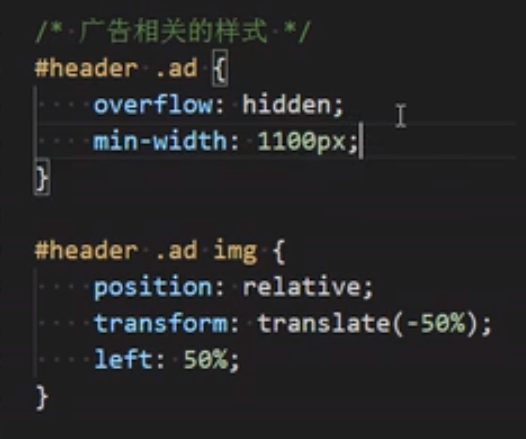 /* 广告相关的样式 */
#header .ad {
    overflow: hidden;
    min-width: 1100px;
}

#header .ad img {
    position: relative;
    transform: translate(-50%);
    left: 50%;
}